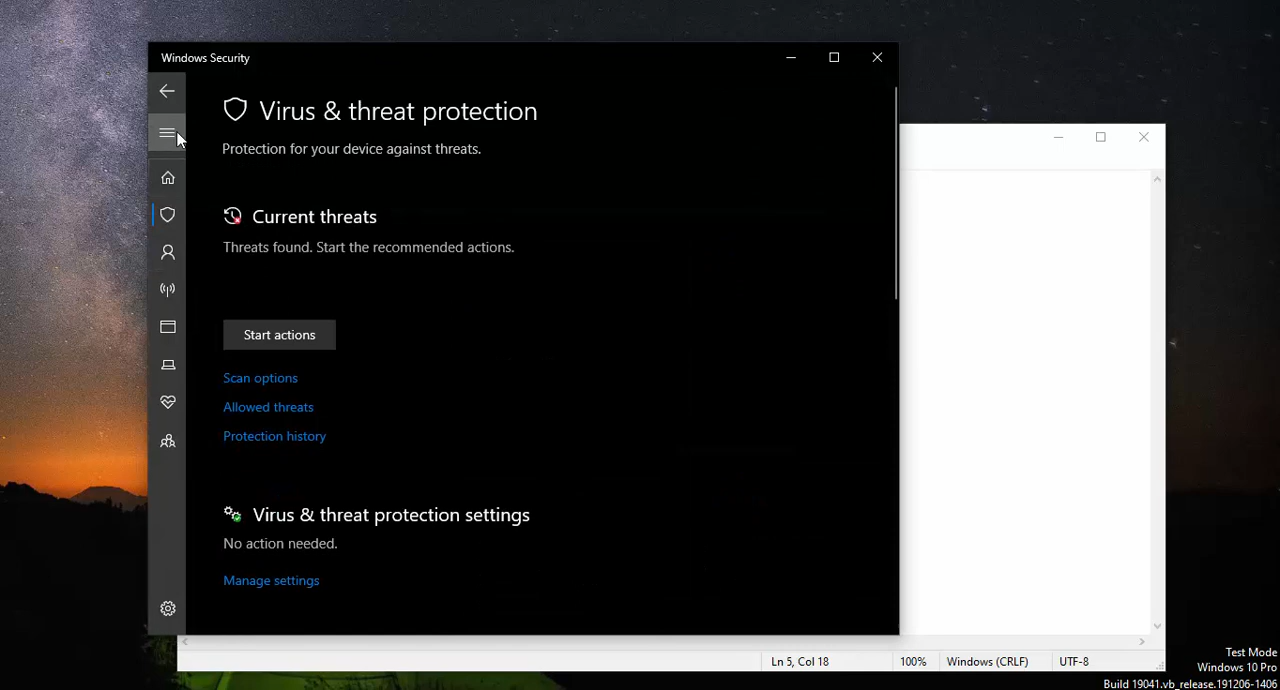 Windows Security
Virus & threat protection
Protection for your device against threats.
Current threats
Threats found. Start the recommended actions.
Start actions
Scan options
Allowed threats
Protection history
Virus & threat protection settings
No action needed.
Manage settings
Ln 5, Col 18
100%
Windows (CRLF)
UTF-8
Test Mode
Windows 10 Pro
Build 19041.vb_release.191206-1406